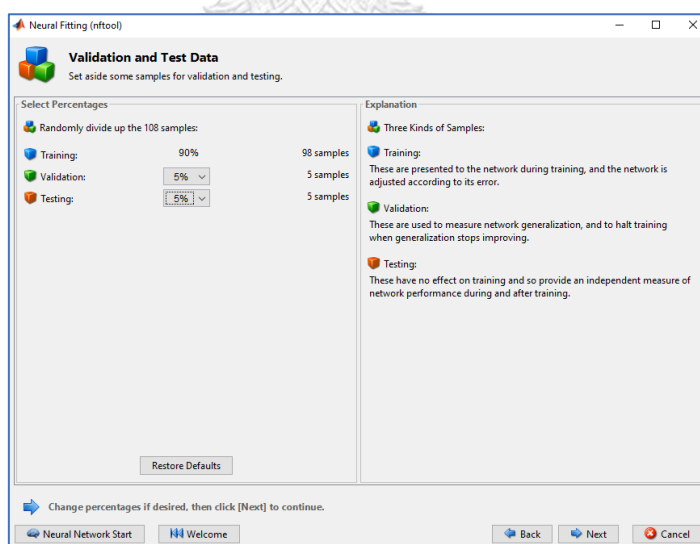 Neural Fitting (nftool)
Validation and Test Data
Set aside some samples for validation and testing.
Select Percentages
Randomly divide up the 108 samples:
Training: 90% 98 samples
Validation: 5% 5 samples
Testing: 5% 5 samples
Restore Defaults
Explanation
Three Kinds of Samples:
Training:
These are presented to the network during training, and the network is
adjusted according to its error.
Validation:
These are used to measure network generalization, and to halt training
when generalization stops improving.
Testing:
These have no effect on training and so provide an independent measure of
network performance during and after training.
Change percentages if desired, then click [Next] to continue.
Neural Network Start Welcome Back Next Cancel